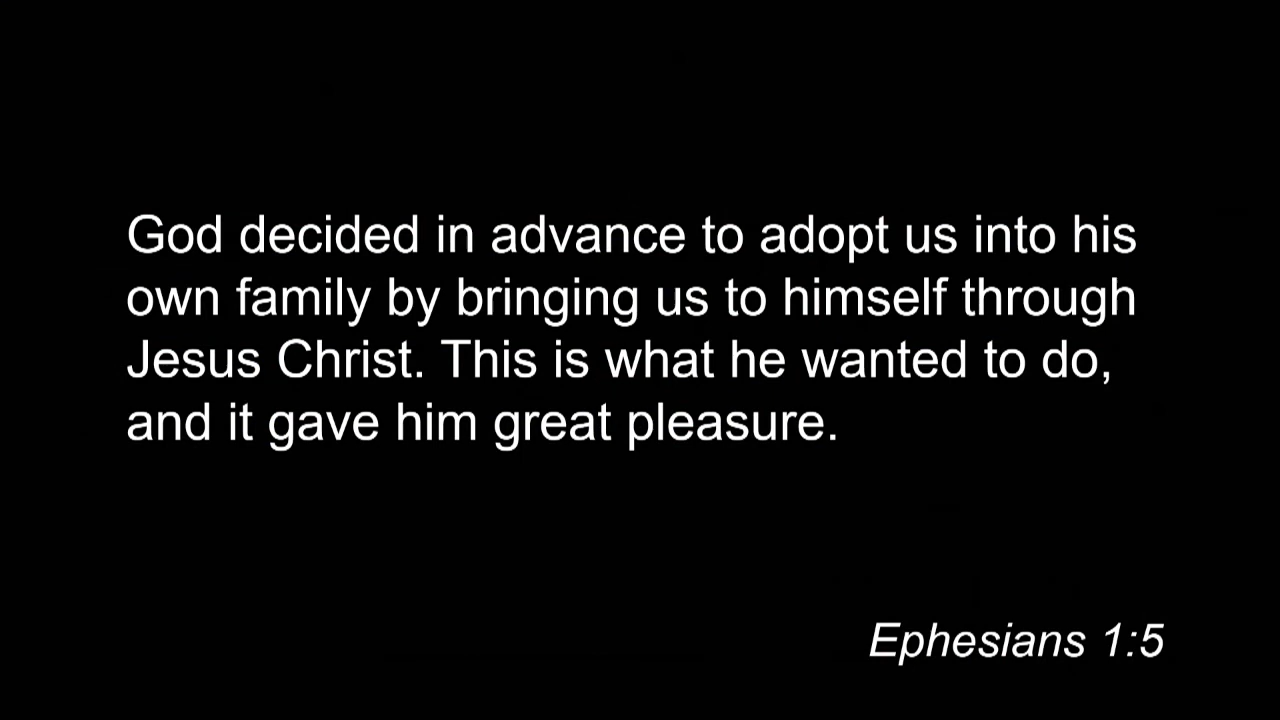 God decided in advance to adopt us into his
own family by bringing us to himself through
Jesus Christ. This is what he wanted to do,
and it gave him great pleasure.
Ephesians 1:5